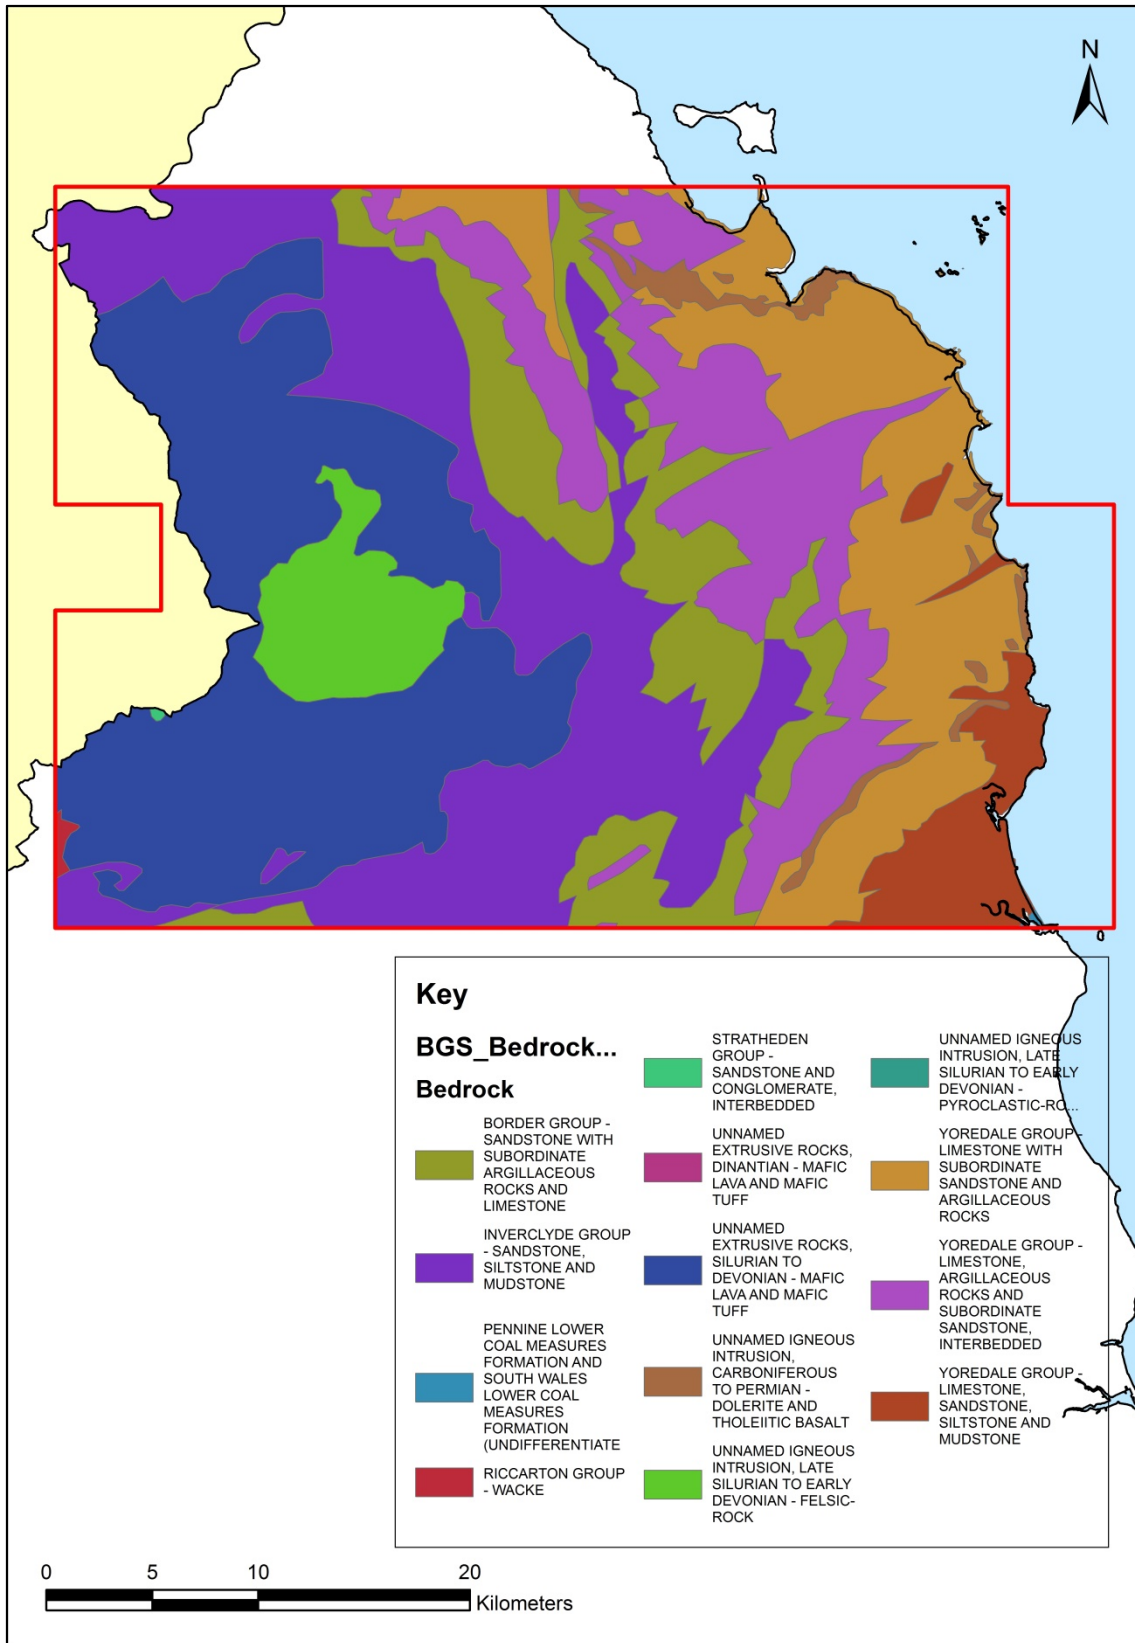 N
Key
BGS_Bedrock...
Bedrock
BORDER GROUP -
SANDSTONE WITH
SUBORDINATE
ARGILLACEOUS
ROCKS AND
LIMESTONE
INVERCLYDE GROUP
- SANDSTONE,
SILTSTONE AND
MUDSTONE
PENNINE LOWER
COAL MEASURES
FORMATION AND
SOUTH WALES
LOWER COAL
MEASURES
FORMATION
(UNDIFFERENTIATE
RICCARTON GROUP
- WACKE
STRATHEDEN
GROUP -
SANDSTONE AND
CONGLOMERATE,
INTERBEDDED
UNNAMED
EXTRUSIVE ROCKS,
DINANTIAN - MAFIC
LAVA AND MAFIC
TUFF
UNNAMED
EXTRUSIVE ROCKS,
SILURIAN TO
DEVONIAN - MAFIC
LAVA AND MAFIC
TUFF
UNNAMED IGNEOUS
INTRUSION,
CARBONIFEROUS
TO PERMIAN -
DOLERITE AND
THOLEIITIC BASALT
UNNAMED IGNEOUS
INTRUSION, LATE
SILURIAN TO EARLY
DEVONIAN - FELSIC-
ROCK
UNNAMED IGNEOUS
INTRUSION, LATE
SILURIAN TO EARLY
DEVONIAN -
PYROCLASTIC-RO...
YOREDALE GROUP -
LIMESTONE WITH
SUBORDINATE
SANDSTONE AND
ARGILLACEOUS
ROCKS
YOREDALE GROUP -
LIMESTONE,
ARGILLACEOUS
ROCKS AND
SUBORDINATE
SANDSTONE,
INTERBEDDED
YOREDALE GROUP -
LIMESTONE,
SANDSTONE,
SILTSTONE AND
MUDSTONE
0 5 10 20
Kilometers